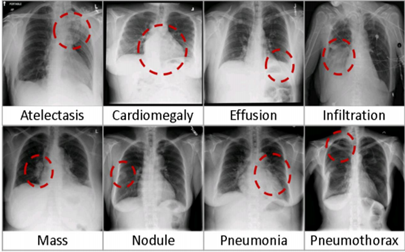 Atelectasis
Cardiomegaly
Effusion
Infiltration
Mass
Nodule
Pneumonia
Pneumothorax